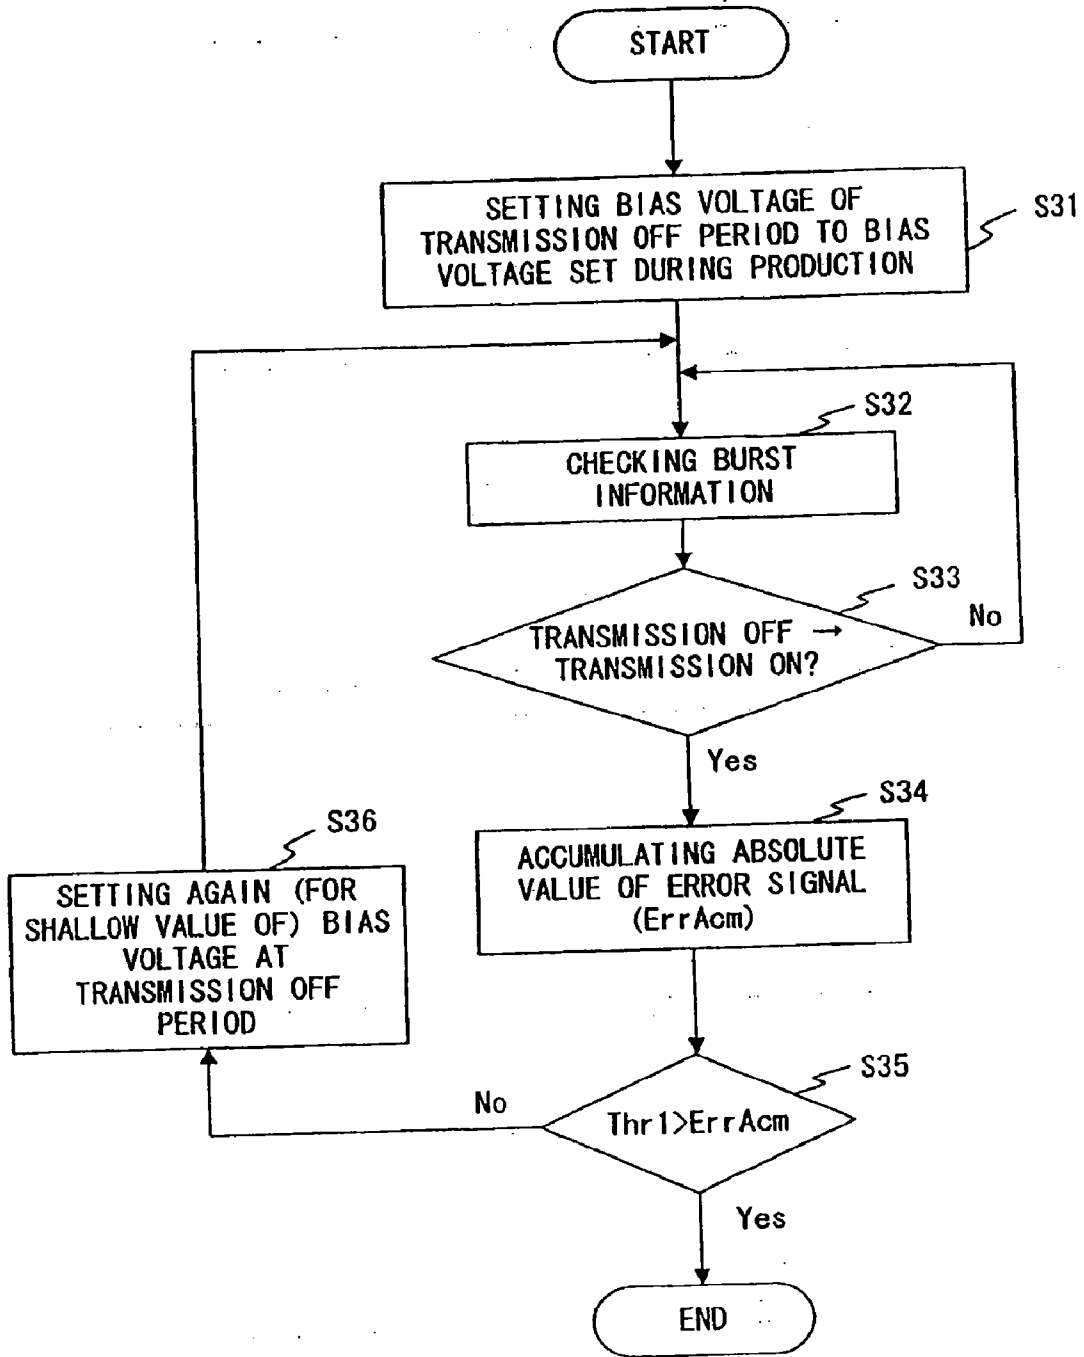 START
SETTING BIAS VOLTAGE OF
TRANSMISSION OFF PERIOD TO BIAS
VOLTAGE SET DURING PRODUCTION
S31
S32
CHECKING BURST
INFORMATION
S33
TRANSMISSION OFF →
TRANSMISSION ON?
No
Yes
S34
ACCUMULATING ABSOLUTE
VALUE OF ERROR SIGNAL
(ErrAcm)
S36
SETTING AGAIN (FOR
SHALLOW VALUE OF) BIAS
VOLTAGE AT
TRANSMISSION OFF
PERIOD
S35
Thr1>ErrAcm
No
Yes
END